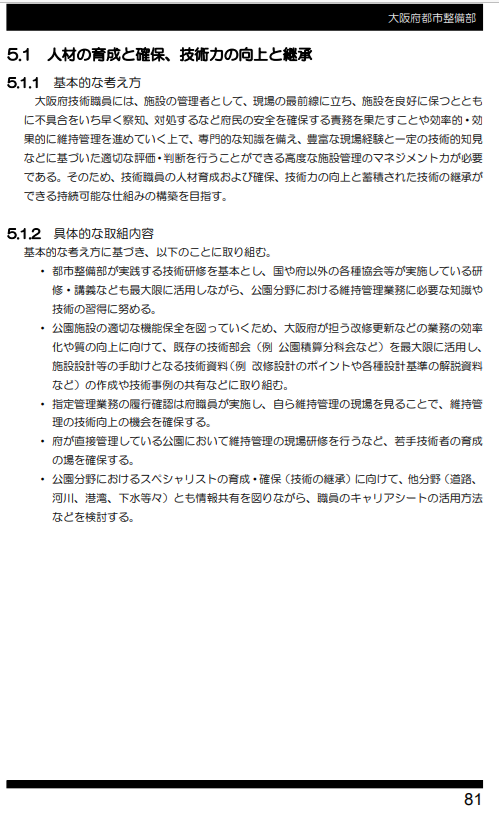 大阪府都市整備部
5.1 人材の育成と確保、技術力の向上と継承
5.1.1 基本的な考え方
大阪府技術職員には、施設の管理者として、現場の最前線に立ち、施設を良好に保つととも
に不具合をいち早く察知、対処するなど府民の安全を確保する責務を果たすことや効率的・効
果的に維持管理を進めていく上で、専門的な知識を備え、豊富な現場経験と一定の技術的知見
などに基づいた適切な評価・判断を行うことができる高度な施設管理のマネジメント力が必要
である。そのため、技術職員の人材育成および確保、技術力の向上と蓄積された技術の継承が
できる持続可能な仕組みの構築を目指す。
5.1.2 具体的な取組内容
基本的な考え方に基づき、以下のことに取り組む。
・ 都市整備部が実践する技術研修を基本とし、国や府以外の各種協会等が実施している研
修・講義なども最大限に活用しながら、公園分野における維持管理業務に必要な知識や
技術の習得に努める。
・ 公園施設の適切な機能保全を図っていくため、大阪府が担う改修更新などの業務の効率
化や質の向上に向けて、既存の技術部会（例 公園積算分科会など）を最大限に活用し、
施設設計等の手助けとなる技術資料（例 改修設計のポイントや各種設計基準の解説資料
など）の作成や技術事例の共有などに取り組む。
・ 指定管理業務の履行確認は府職員が実施し、自ら維持管理の現場を見ることで、維持管
理の技術向上の機会を確保する。
・ 府が直接管理している公園において維持管理の現場研修を行うなど、若手技術者の育成
の場を確保する。
・ 公園分野におけるスペシャリストの育成・確保（技術の継承）に向けて、他分野（道路、
河川、港湾、下水等々）とも情報共有を図りながら、職員のキャリアシートの活用方法
などを検討する。
81